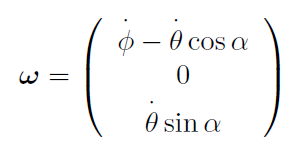 ω = ( φ̇ − θ̇ cos α
0
θ̇ sin α )